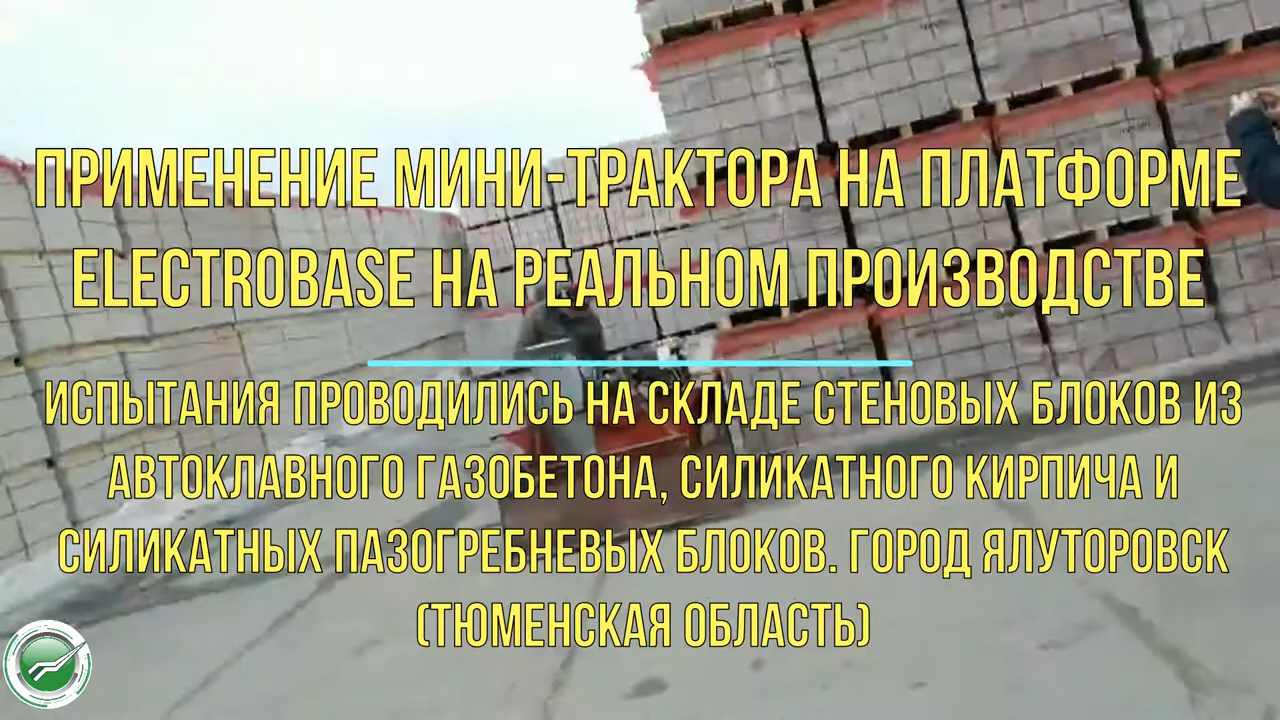 ПРИМЕНЕНИЕ МИНИ-ТРАКТОРА НА ПЛАТФОРМЕ
ELECTROBASE НА РЕАЛЬНОМ ПРОИЗВОДСТВЕ
ИСПЫТАНИЯ ПРОВОДИЛИСЬ НА СКЛАДЕ СТЕНОВЫХ БЛОКОВ ИЗ
АВТОКЛАВНОГО ГАЗОБЕТОНА, СИЛИКАТНОГО КИРПИЧА И
СИЛИКАТНЫХ ПАЗОГРЕБНЕВЫХ БЛОКОВ. ГОРОД ЯЛУТОРОВСК
(ТЮМЕНСКАЯ ОБЛАСТЬ)